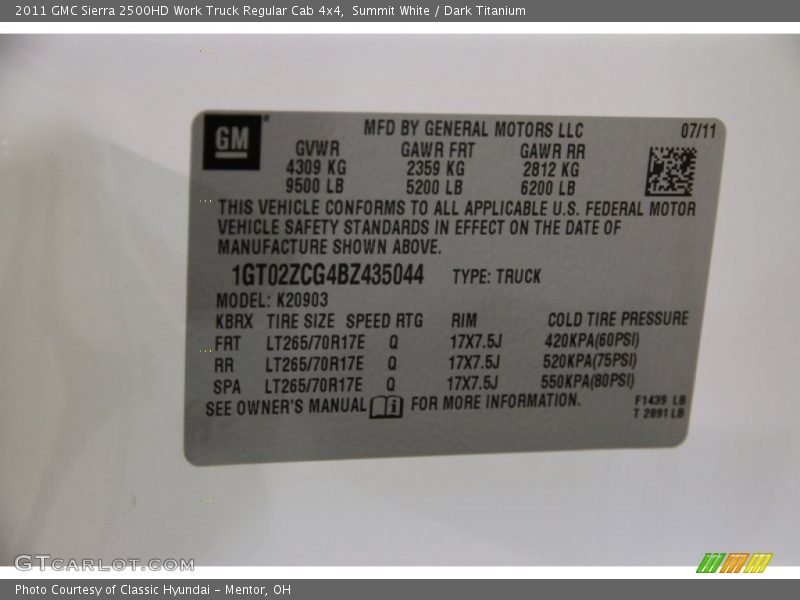 2011 GMC Sierra 2500HD Work Truck Regular Cab 4x4, Summit White / Dark Titanium
GM
MFD BY GENERAL MOTORS LLC 07/11
GVWR GAWR FRT GAWR RR
4309 KG 2359 KG 2812 KG
9500 LB 5200 LB 6200 LB
THIS VEHICLE CONFORMS TO ALL APPLICABLE U.S. FEDERAL MOTOR
VEHICLE SAFETY STANDARDS IN EFFECT ON THE DATE OF
MANUFACTURE SHOWN ABOVE.
1GT02ZCG4BZ435044 TYPE: TRUCK
MODEL: K20903
KBRX TIRE SIZE SPEED RTG RIM COLD TIRE PRESSURE
FRT LT265/70R17E Q 17X7.5J 420KPA(60PSI)
RR LT265/70R17E Q 17X7.5J 520KPA(75PSI)
SPA LT265/70R17E Q 17X7.5J 550KPA(80PSI)
SEE OWNER'S MANUAL i FOR MORE INFORMATION.
F1439 LB
T 2891 LB
GTCARLOT.COM
Photo Courtesy of Classic Hyundai - Mentor, OH